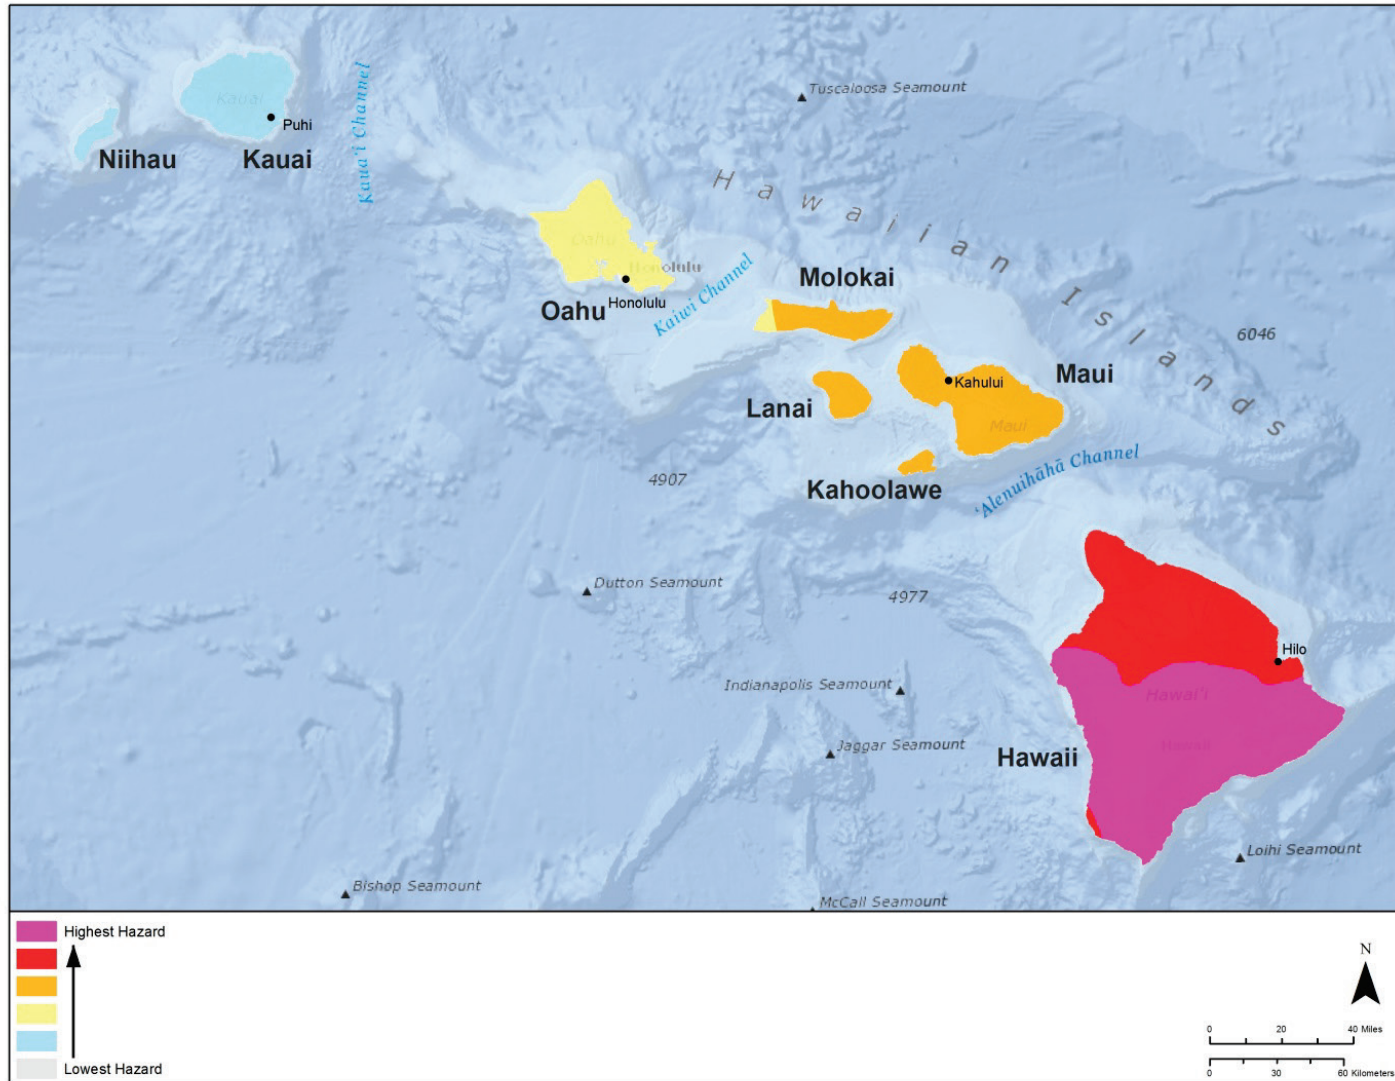 Tuscaloosa Seamount
Kauai
Puhi
Niihau
Kauai
Kaua'i Channel
Hawaiian Islands
Oahu
Honolulu
Oahu
Honolulu
Kaiwi Channel
Molokai
6046
Maui
Kahului
Lanai
Maui
'Alenuihāhā Channel
4907
Kahoolawe
Dutton Seamount
4977
Hilo
Indianapolis Seamount
Hawai'i
Hawaii
Jaggar Seamount
Hawaii
Loihi Seamount
Bishop Seamount
McCall Seamount
Highest Hazard
Lowest Hazard
N
0 20 40 Miles
0 30 60 Kilometers